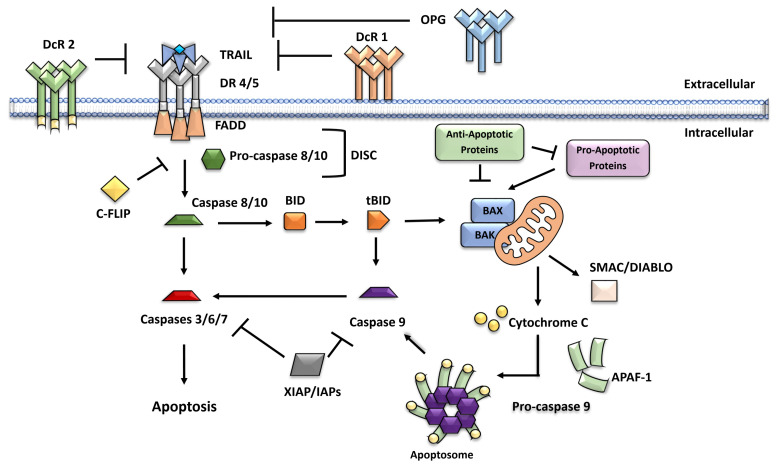 OPG
DcR 2
TRAIL
DcR 1
DR 4/5
Extracellular
FADD
Intracellular
Pro-caspase 8/10
DISC
Anti-Apoptotic
Proteins
Pro-Apoptotic
Proteins
C-FLIP
Caspase 8/10
BID
tBID
BAX
BAK
SMAC/DIABLO
Caspases 3/6/7
Caspase 9
Cytochrome C
XIAP/IAPs
APAF-1
Apoptosis
Pro-caspase 9
Apoptosome